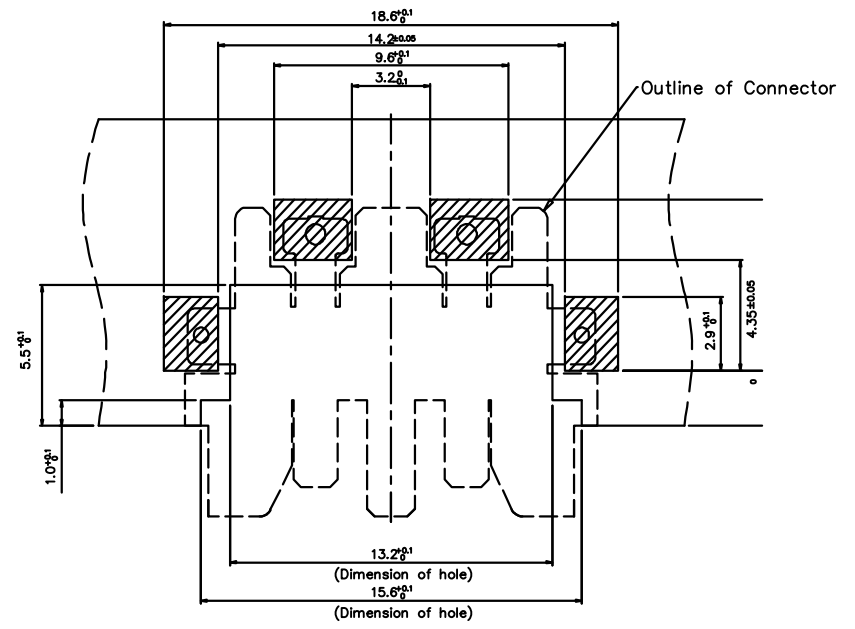 18.6 +0.1 0
14.2±0.05
9.6 +0.1 0
3.2 0 -0.1
Outline of Connector
5.5 +0.1 0
1.0 +0.1 0
2.9 +0.1 0
4.35±0.05
0
13.2 +0.1 0
(Dimension of hole)
15.6 +0.1 0
(Dimension of hole)